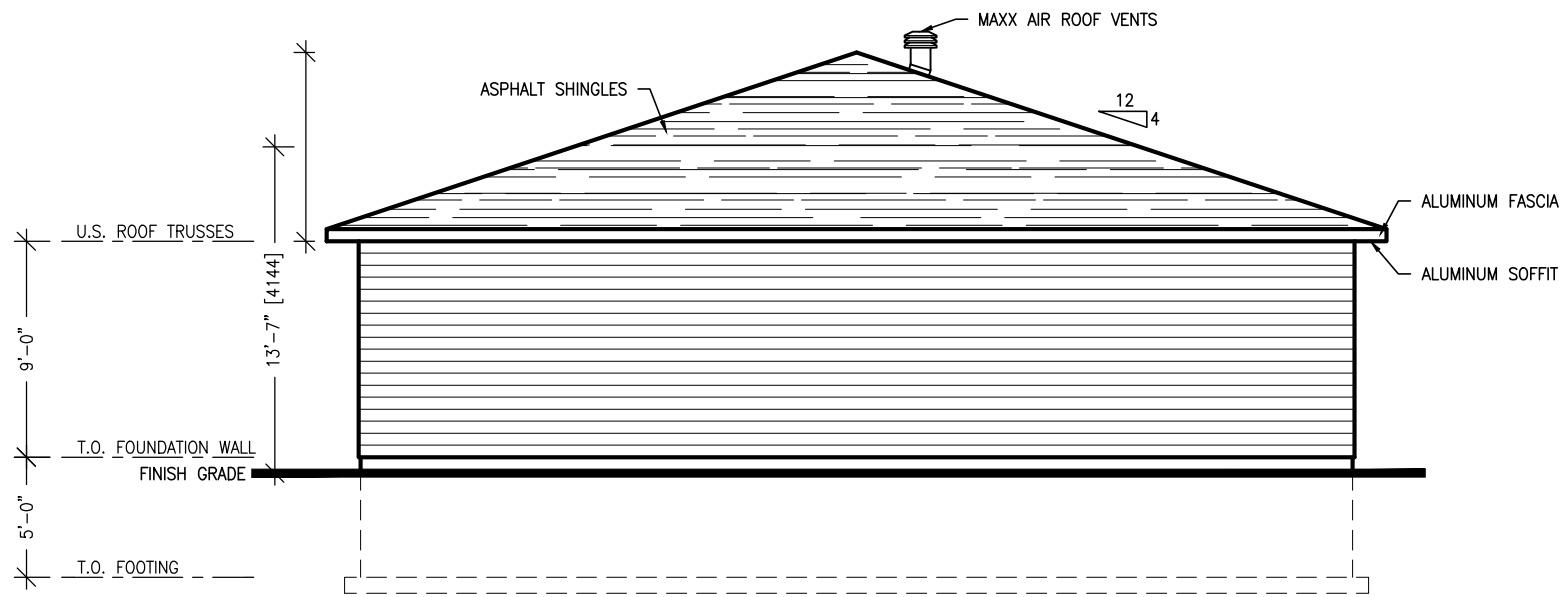 MAXX AIR ROOF VENTS
ASPHALT SHINGLES
12
4
ALUMINUM FASCIA
U.S. ROOF TRUSSES
ALUMINUM SOFFIT
13'-7" [4144]
9'-0"
T.O. FOUNDATION WALL
FINISH GRADE
5'-0"
T.O. FOOTING